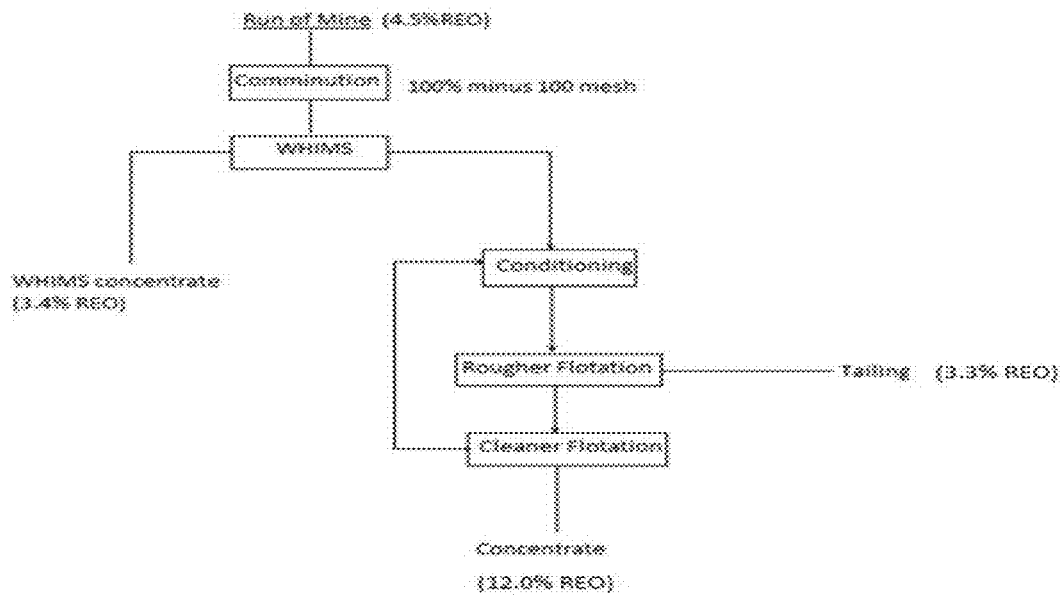 Run of Mine (4.5%REO)
Comminution
100% minus 100 mesh
WHIMS
Conditioning
WHIMS concentrate
(3.4% REO)
Rougher Flotation
Tailing (3.3% REO)
Cleaner Flotation
Concentrate
(12.0% REO)